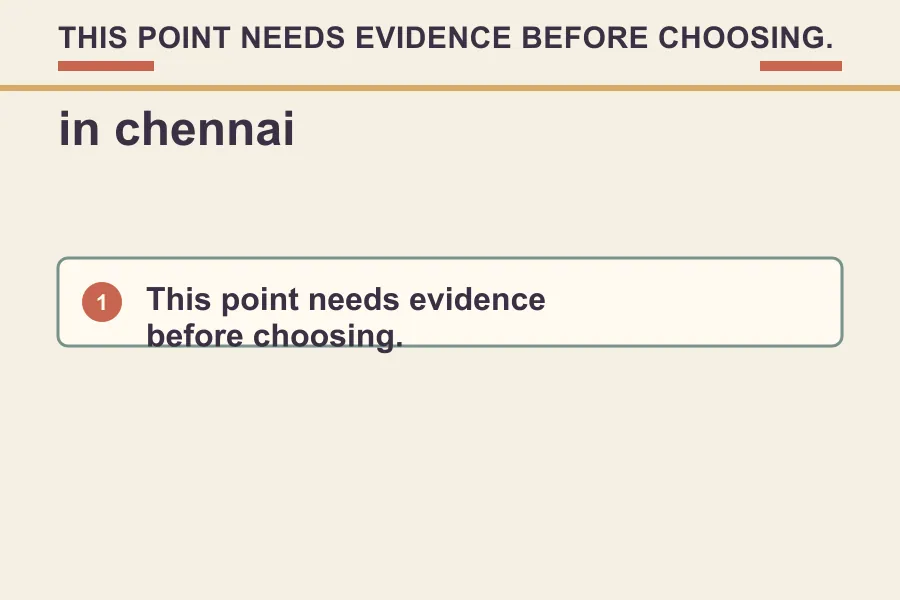 THIS POINT NEEDS EVIDENCE BEFORE CHOOSING.
in chennai
1
This point needs evidence
before choosing.